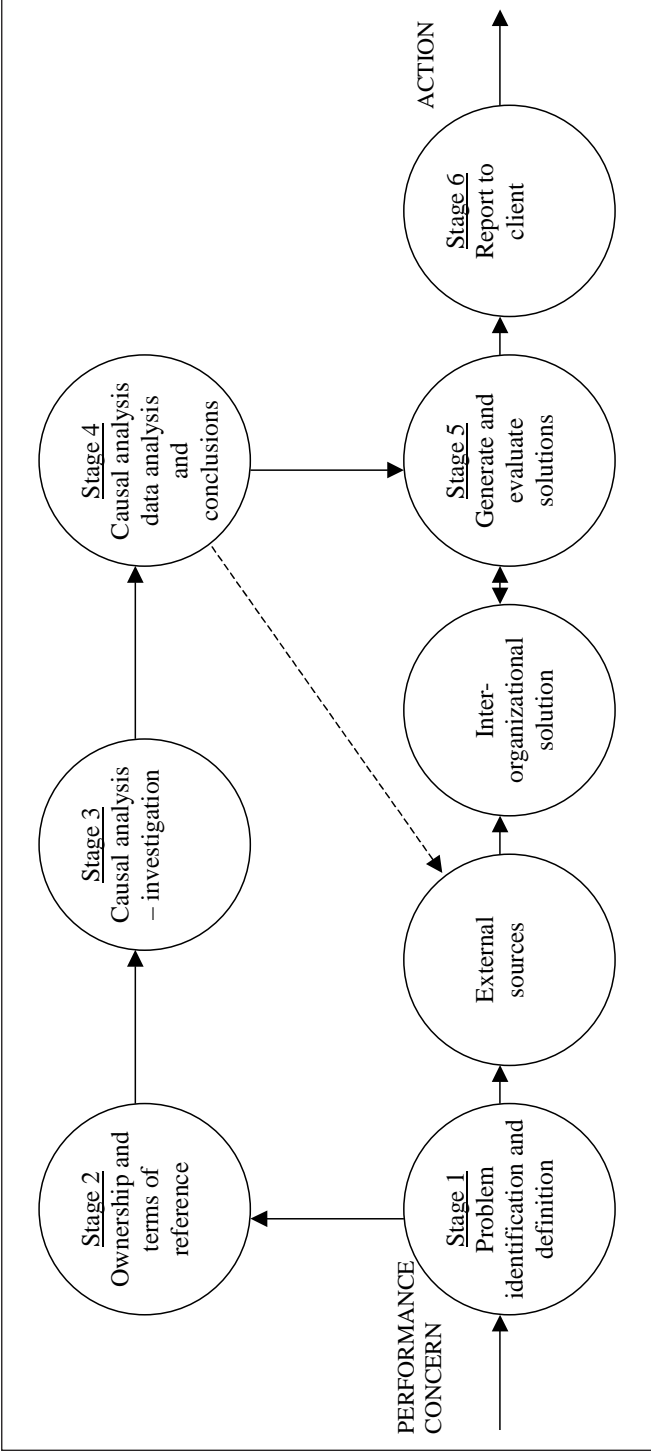 PERFORMANCE
CONCERN
Stage 1
Problem
identification and
definition
Stage 2
Ownership and
terms of
reference
Stage 3
Causal analysis
– investigation
Stage 4
Causal analysis
data analysis
and
conclusions
External
sources
Inter-
organizational
solution
Stage 5
Generate and
evaluate
solutions
Stage 6
Report to
client
ACTION